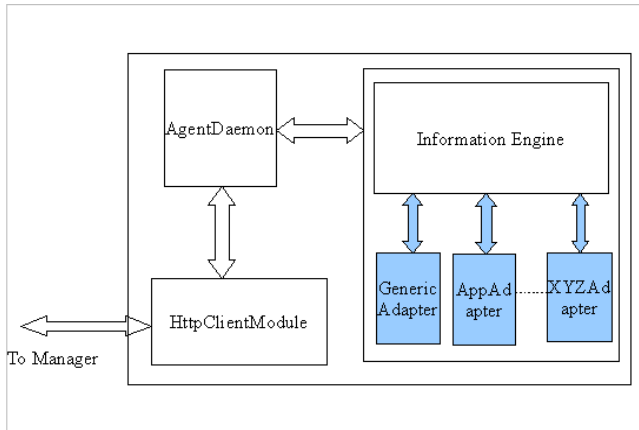 AgentDaemon
Information Engine
Generic
Adapter
AppAd
apter
XYZAd
apter
HttpClientModule
To Manager